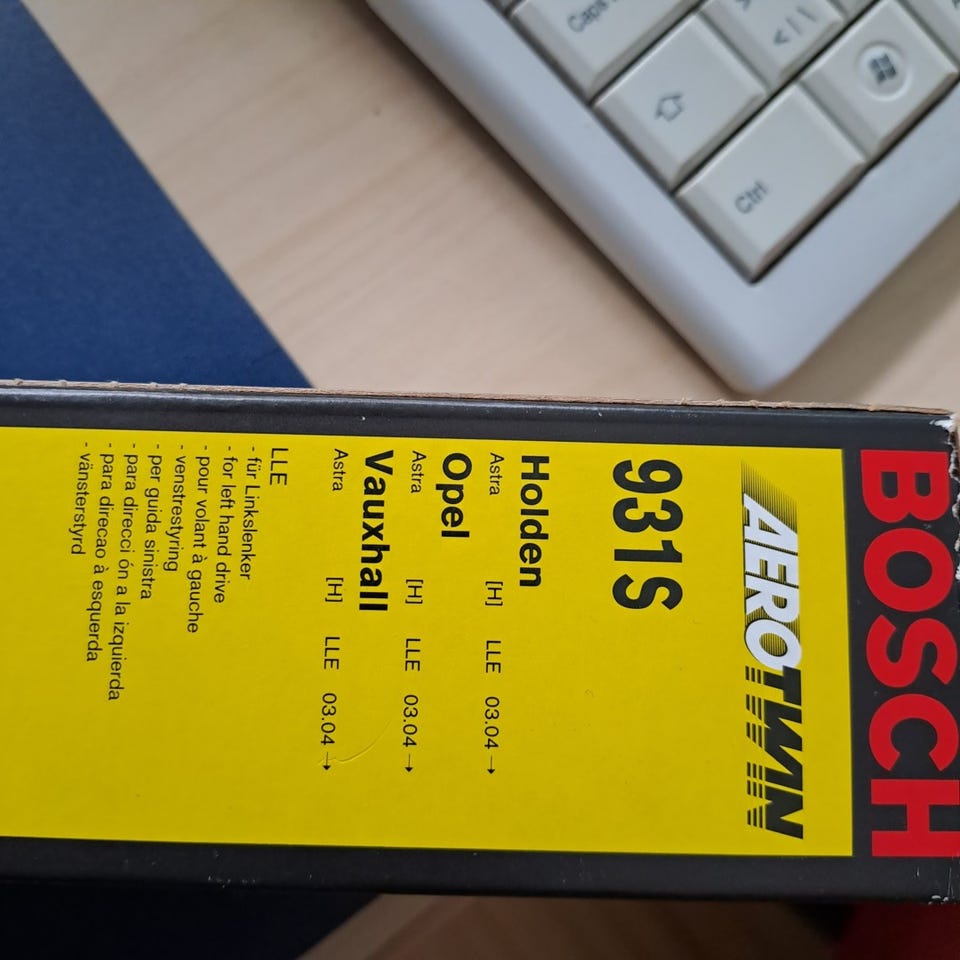 BOSCH
AEROTWIN
931S
Holden
Astra [H] LLE 03.04 →
Opel
Astra [H] LLE 03.04 →
Vauxhall
Astra [H] LLE 03.04 →
LLE
- für Linkslenker
- for left hand drive
- pour volant à gauche
- venstrestyring
- per guida sinistra
- para direcci ón a la izquierda
- para direcao à esquerda
- vänsterstyrd
Caps
> < | \
Ctrl